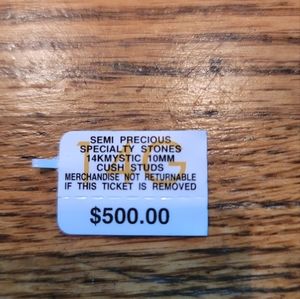 SEMI PRECIOUS
SPECIALTY STONES
14KMYSTIC 10MM
CUSH STUDS
MERCHANDISE NOT RETURNABLE
IF THIS TICKET IS REMOVED
$500.00